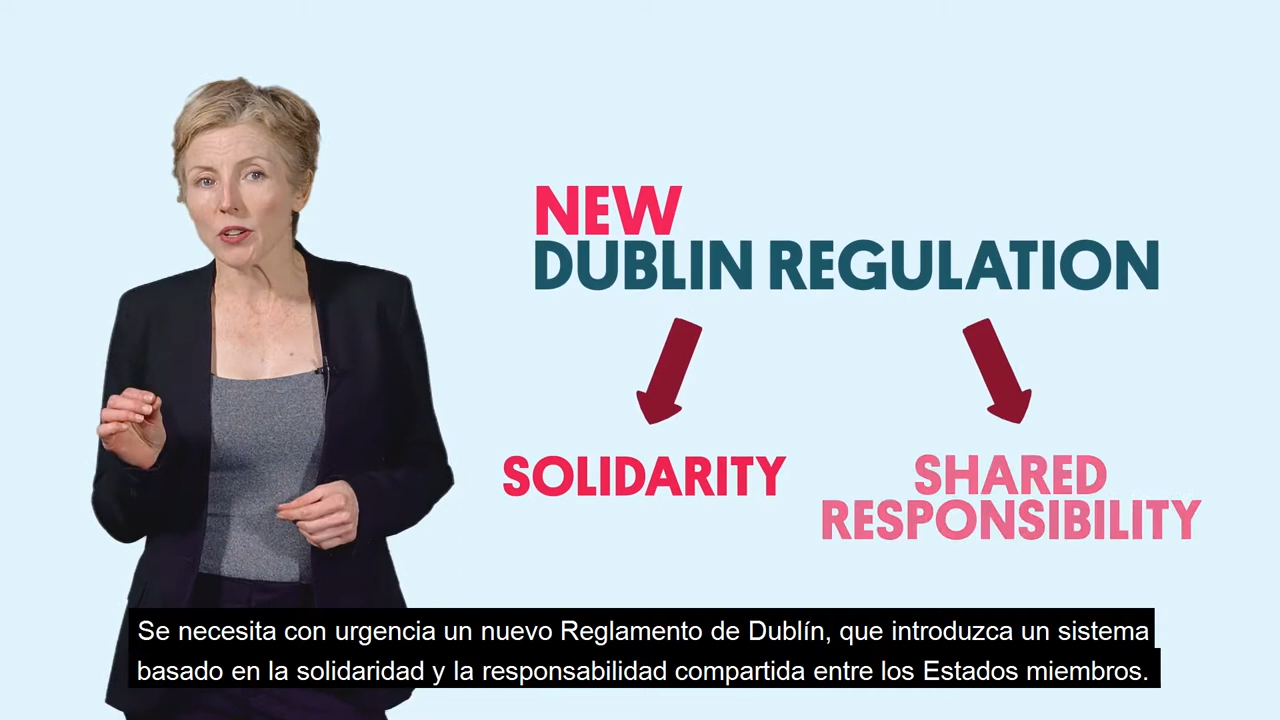 NEW
DUBLIN REGULATION
SOLIDARITY
SHARED
RESPONSIBILITY
Se necesita con urgencia un nuevo Reglamento de Dublín, que introduzca un sistema
basado en la solidaridad y la responsabilidad compartida entre los Estados miembros.